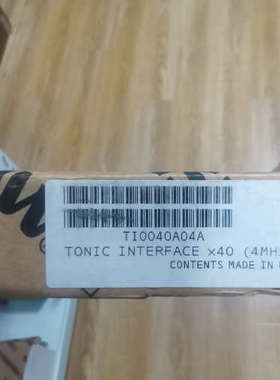 TI0040A04A
TONIC INTERFACE x40 (4MH
CONTENTS MADE IN